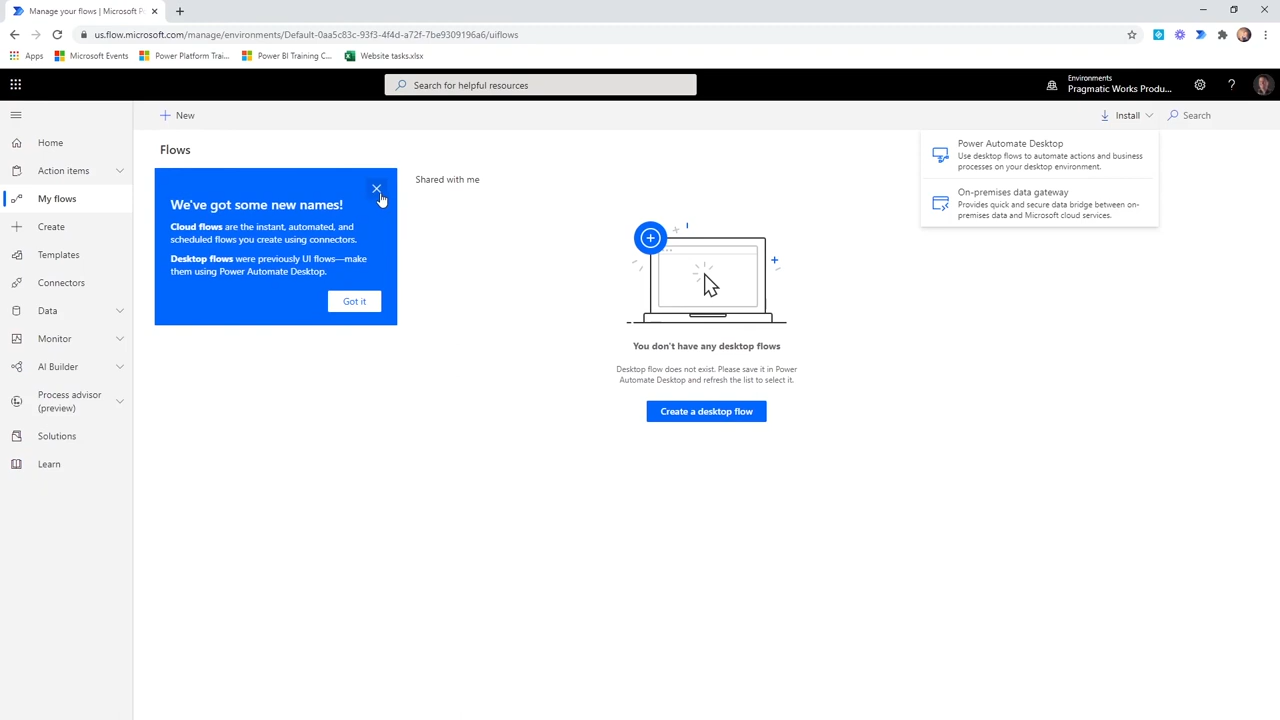 Manage your flows | Microsoft P
us.flow.microsoft.com/manage/environments/Default-0aa5c83c-93f3-4f4d-a72f-7be9309196a6/uiflows
Apps
Microsoft Events
Power Platform Trai...
Power BI Training C...
Website tasks.xlsx
Search for helpful resources
Environments
Pragmatic Works Produ...
?
+ New
Install
Search
Home
Action items
My flows
Create
Templates
Connectors
Data
Monitor
AI Builder
Process advisor
(preview)
Solutions
Learn
Flows
We've got some new names!
Cloud flows are the instant, automated, and
scheduled flows you create using connectors.
Desktop flows were previously UI flows—make
them using Power Automate Desktop.
Got it
Shared with me
Power Automate Desktop
Use desktop flows to automate actions and business
processes on your desktop environment.
On-premises data gateway
Provides quick and secure data bridge between on-
premises data and Microsoft cloud services.
You don't have any desktop flows
Desktop flow does not exist. Please save it in Power
Automate Desktop and refresh the list to select it.
Create a desktop flow